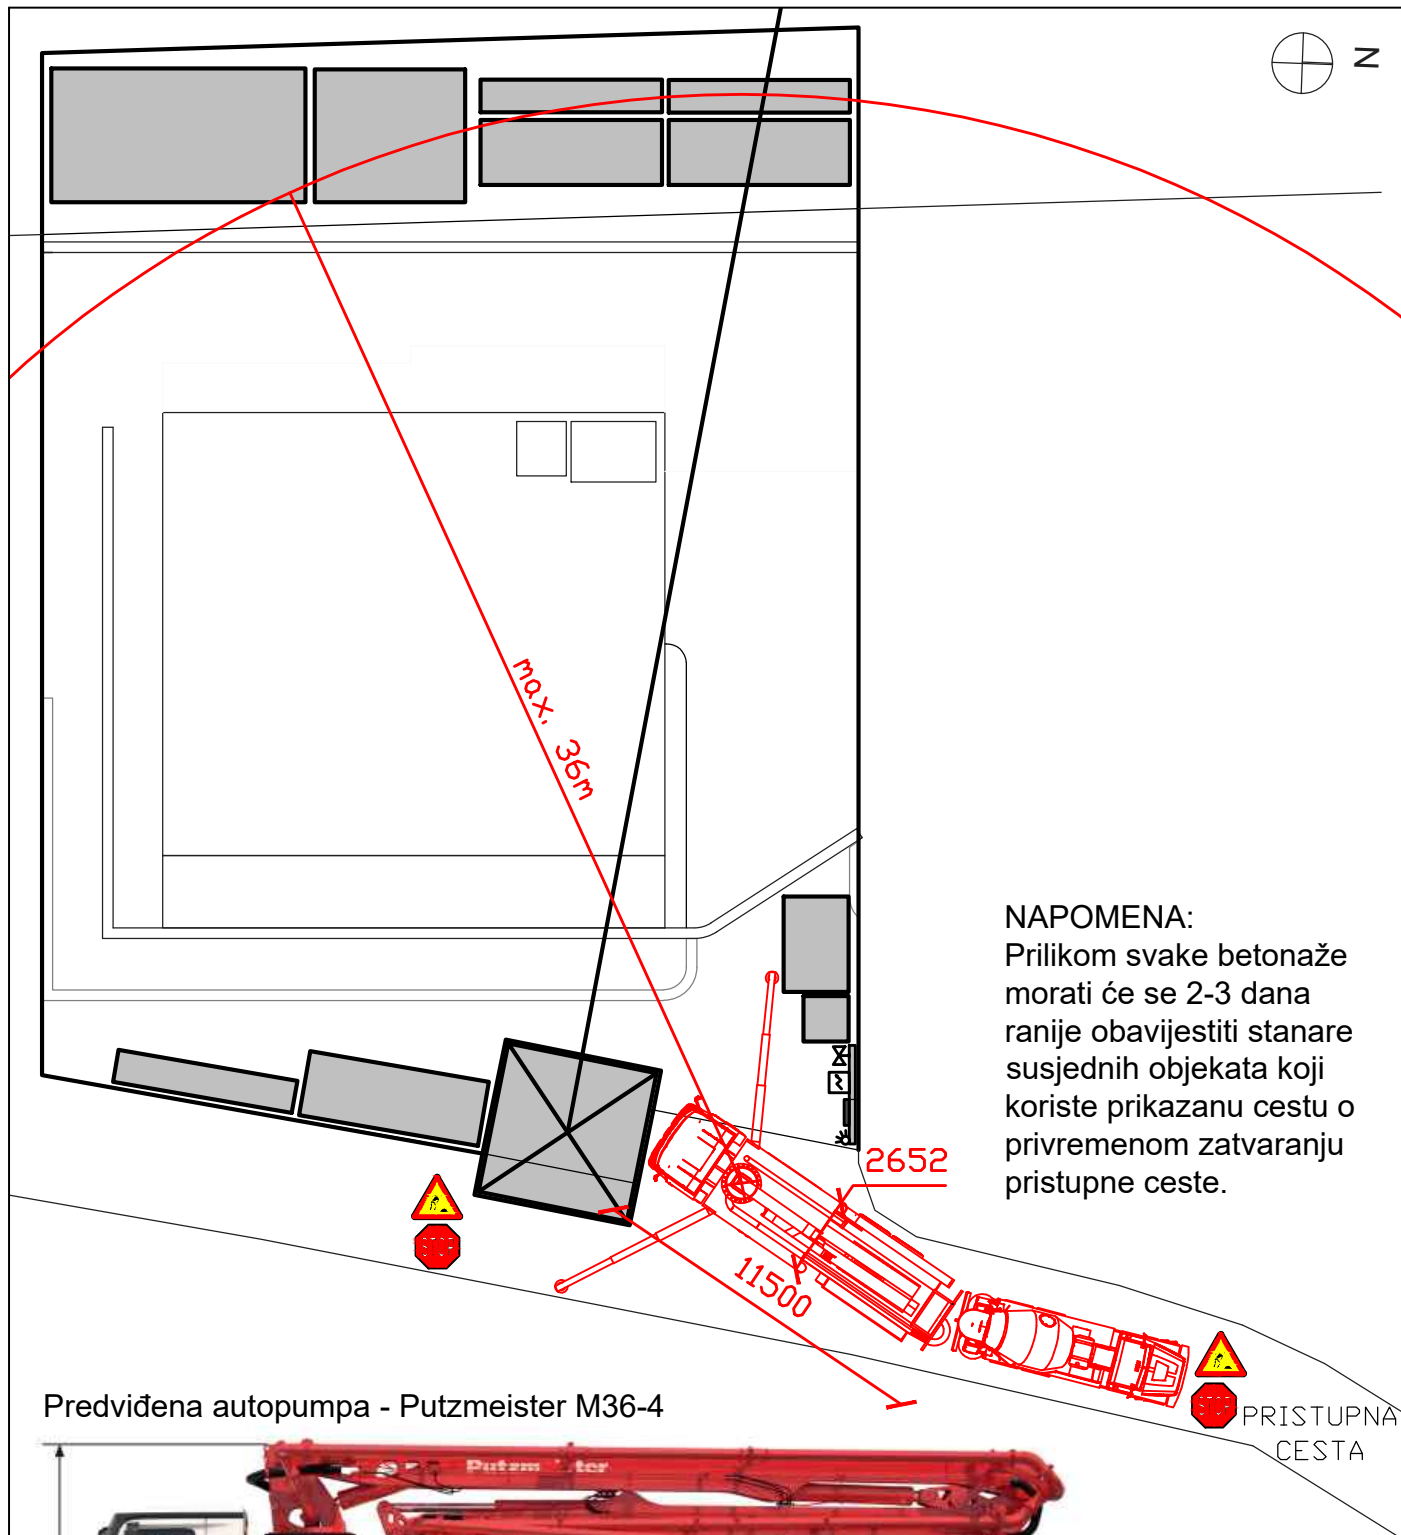 N
max. 36m
NAPOMENA:
Prilikom svake betonaže
morati će se 2-3 dana
ranije obavijestiti stanare
susjednih objekata koji
koriste prikazanu cestu o
privremenom zatvaranju
pristupne ceste.
2652
11500
PRISTUPNA
CESTA
Predviđena autopumpa - Putzmeister M36-4